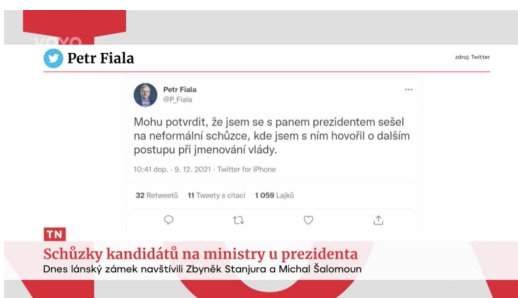 VOYO
Petr Fiala
zdroj: Twitter
Petr Fiala
@P_Fiala
Mohu potvrdit, že jsem se s panem prezidentem sešel
na neformální schůzce, kde jsem s ním hovořil o dalším
postupu při jmenování vlády.
10:41 dop. · 9. 12. 2021 · Twitter for iPhone
32 Retweetů 11 Tweety s citací 1 059 Lajků
TN
Schůzky kandidátů na ministry u prezidenta
Dnes lánský zámek navštívili Zbyněk Stanjura a Michal Šalomoun